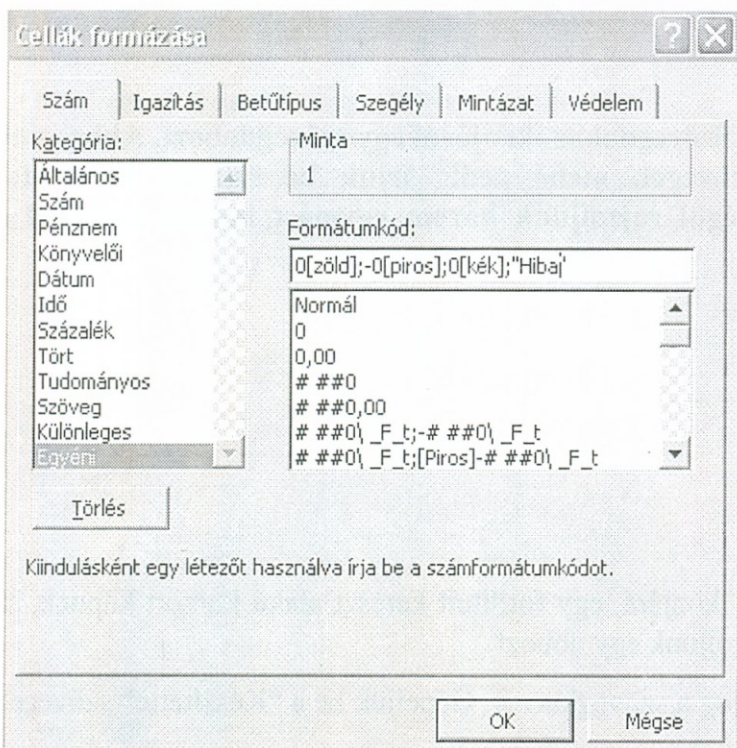 Cellák formázása
Szám Igazítás Betűtípus Szegély Mintázat Védelem
Kategória:
Általános
Szám
Pénznem
Könyvelői
Dátum
Idő
Százalék
Tört
Tudományos
Szöveg
Különleges
Egyéni
Minta
1
Formátumkód:
0[zöld];-0[piros];0[kék];"Hiba"
Normál
0
0,00
# ##0
# ##0,00
# ##0\ _F_t;-# ##0\ _F_t
# ##0\ _F_t;[Piros]-# ##0\ _F_t
Törlés
Kiindulásként egy létezőt használva írja be a számformátumkódot.
OK Mégse